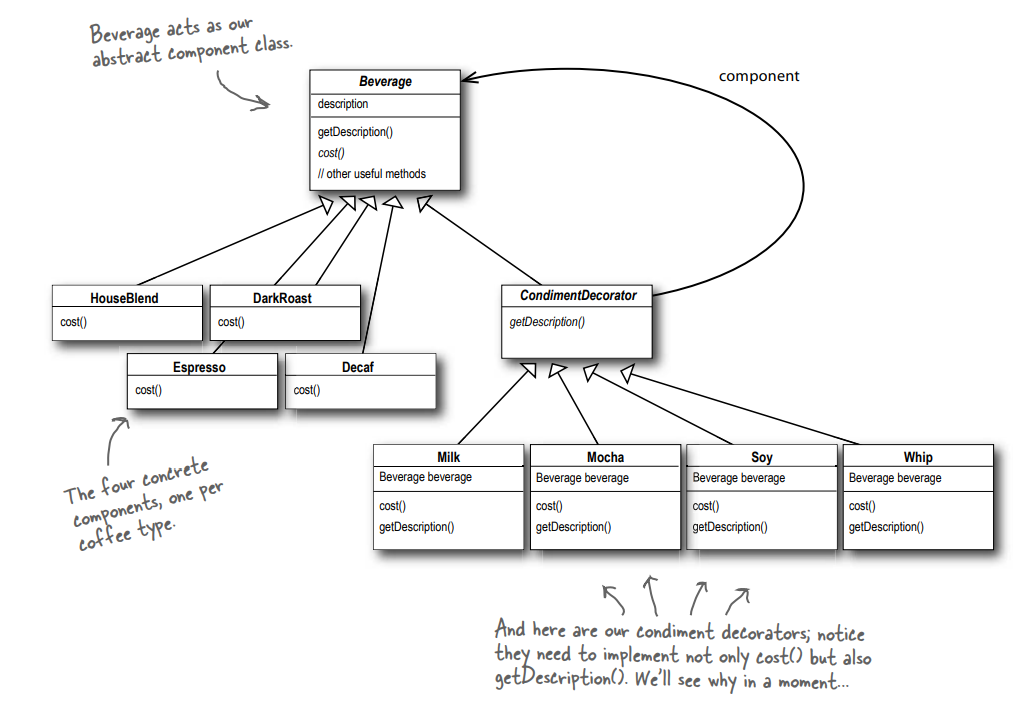 Beverage acts as our
abstract component class.
component
Beverage
description
getDescription()
cost()
// other useful methods
HouseBlend
cost()
DarkRoast
cost()
CondimentDecorator
getDescription()
Espresso
cost()
Decaf
cost()
The four concrete
components, one per
coffee type.
Milk
Beverage beverage
cost()
getDescription()
Mocha
Beverage beverage
cost()
getDescription()
Soy
Beverage beverage
cost()
getDescription()
Whip
Beverage beverage
cost()
getDescription()
And here are our condiment decorators; notice
they need to implement not only cost() but also
getDescription(). We'll see why in a moment...